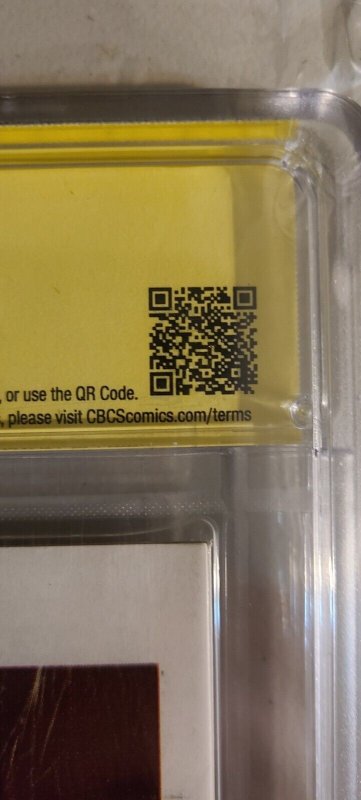 , or use the QR Code.
, please visit CBCScomics.com/terms